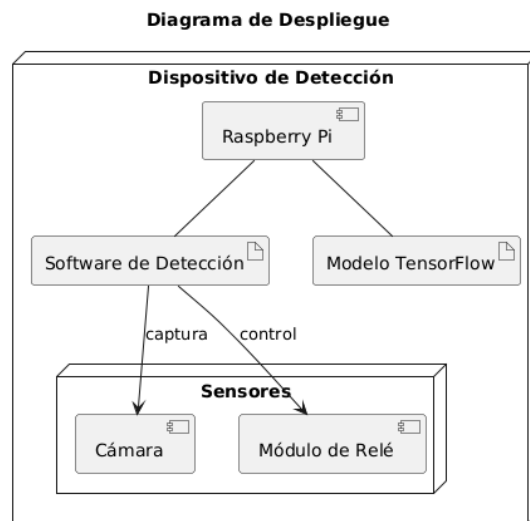 Diagrama de Despliegue
Dispositivo de Detección
Raspberry Pi
Software de Detección
Modelo TensorFlow
captura
control
Sensores
Cámara
Módulo de Relé